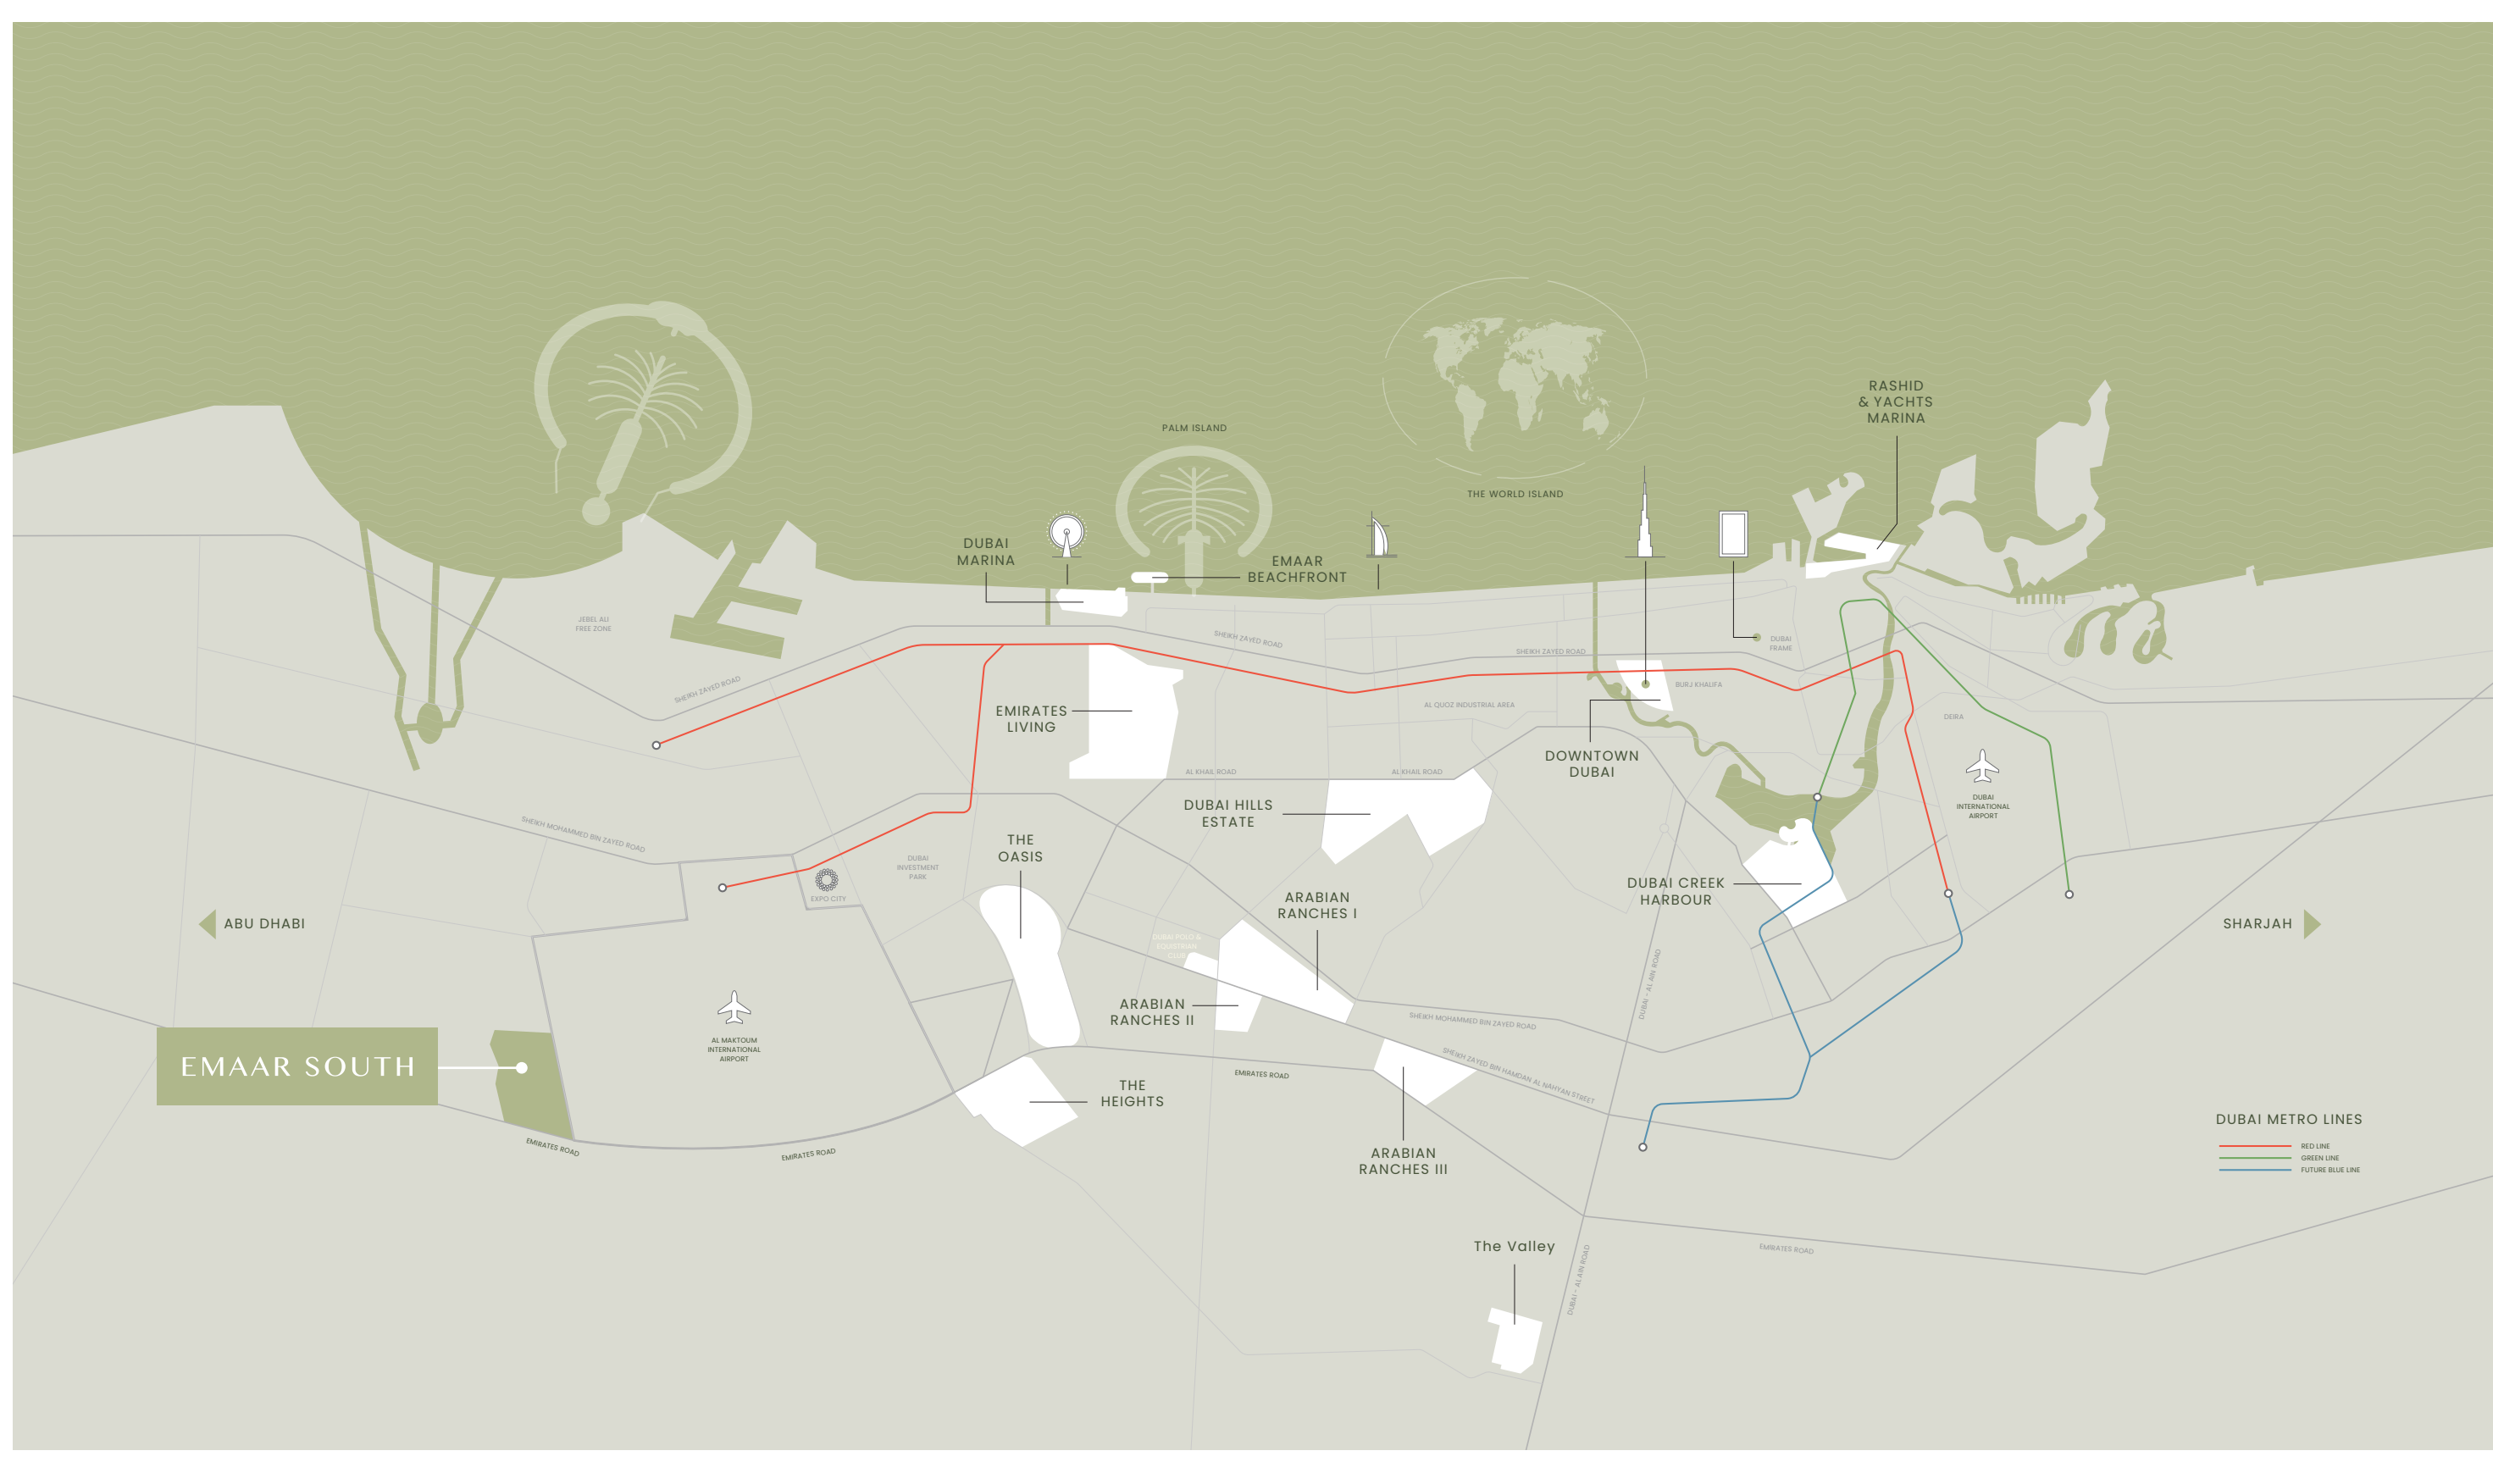 RASHID
& YACHTS
MARINA
PALM ISLAND
THE WORLD ISLAND
DUBAI
MARINA
EMAAR
BEACHFRONT
JEBEL ALI
FREE ZONE
SHEIKH ZAYED ROAD
SHEIKH ZAYED ROAD
SHEIKH ZAYED ROAD
DUBAI
FRAME
BURJ KHALIFA
EMIRATES
LIVING
AL QUOZ INDUSTRIAL AREA
DEIRA
DOWNTOWN
DUBAI
AL KHAIL ROAD
AL KHAIL ROAD
DUBAI HILLS
ESTATE
DUBAI
INTERNATIONAL
AIRPORT
SHEIKH MOHAMMED BIN ZAYED ROAD
THE
OASIS
DUBAI
INVESTMENT
PARK
EXPO CITY
DUBAI CREEK
HARBOUR
ARABIAN
RANCHES I
ABU DHABI
SHARJAH
DUBAI POLO &
EQUSTRIAN
CLUB
DUBAI - AL AIN ROAD
ARABIAN
RANCHES II
SHEIKH MOHAMMED BIN ZAYED ROAD
AL MAKTOUM
INTERNATIONAL
AIRPORT
EMAAR SOUTH
SHEIKH ZAYED BIN HAMDAN AL NAHYAN STREET
EMIRATES ROAD
THE
HEIGHTS
DUBAI METRO LINES
RED LINE
GREEN LINE
FUTURE BLUE LINE
EMIRATES ROAD
EMIRATES ROAD
ARABIAN
RANCHES III
The Valley
EMIRATES ROAD
DUBAI - AL AIN ROAD